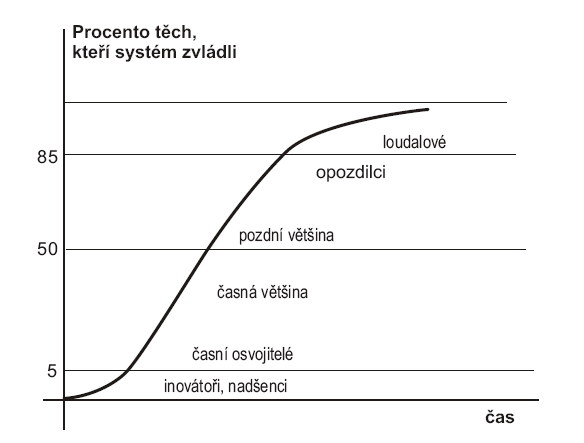 Procento těch,
kteří systém zvládli
loudalové
85
opozdilci
pozdní většina
50
časná většina
časní osvojitelé
5
inovátoři, nadšenci
čas